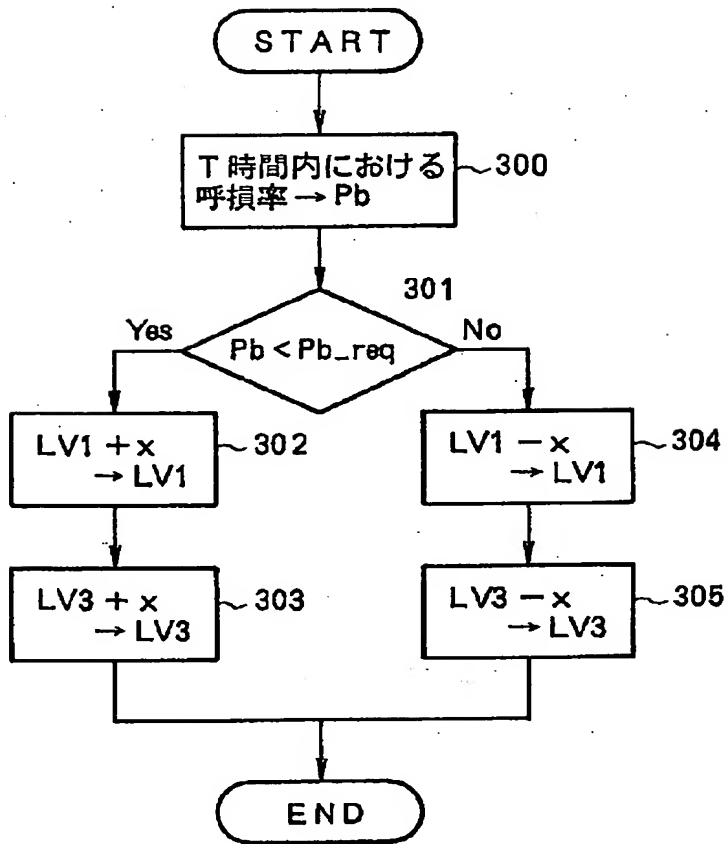 START
T時間内における
呼損率→Pb
300
301
Yes
Pb < Pb_req
No
LV1 + x
→ LV1
302
LV1 − x
→ LV1
304
LV3 + x
→ LV3
303
LV3 − x
→ LV3
305
END